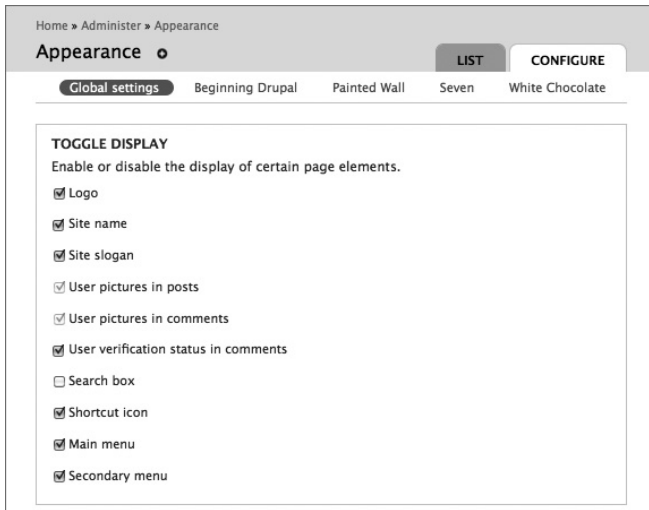 Home » Administer » Appearance
Appearance
LIST
CONFIGURE
Global settings Beginning Drupal Painted Wall Seven White Chocolate
TOGGLE DISPLAY
Enable or disable the display of certain page elements.
Logo
Site name
Site slogan
User pictures in posts
User pictures in comments
User verification status in comments
Search box
Shortcut icon
Main menu
Secondary menu